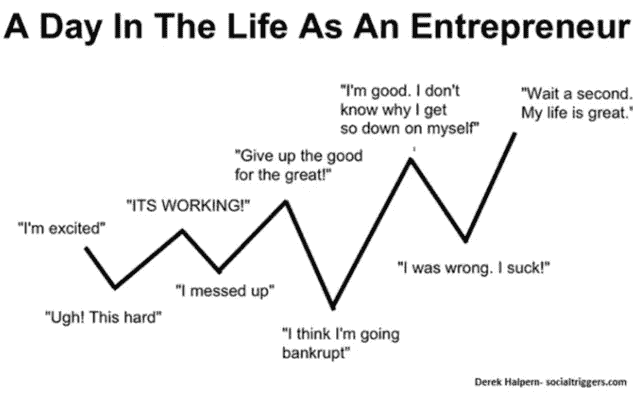 A Day In The Life As An Entrepreneur
"I'm excited"
"Ugh! This hard"
"ITS WORKING!"
"I messed up"
"Give up the good
for the great!"
"I think I'm going
bankrupt"
"I'm good. I don't
know why I get
so down on myself"
"I was wrong. I suck!"
"Wait a second.
My life is great."
Derek Halpern- socialtriggers.com